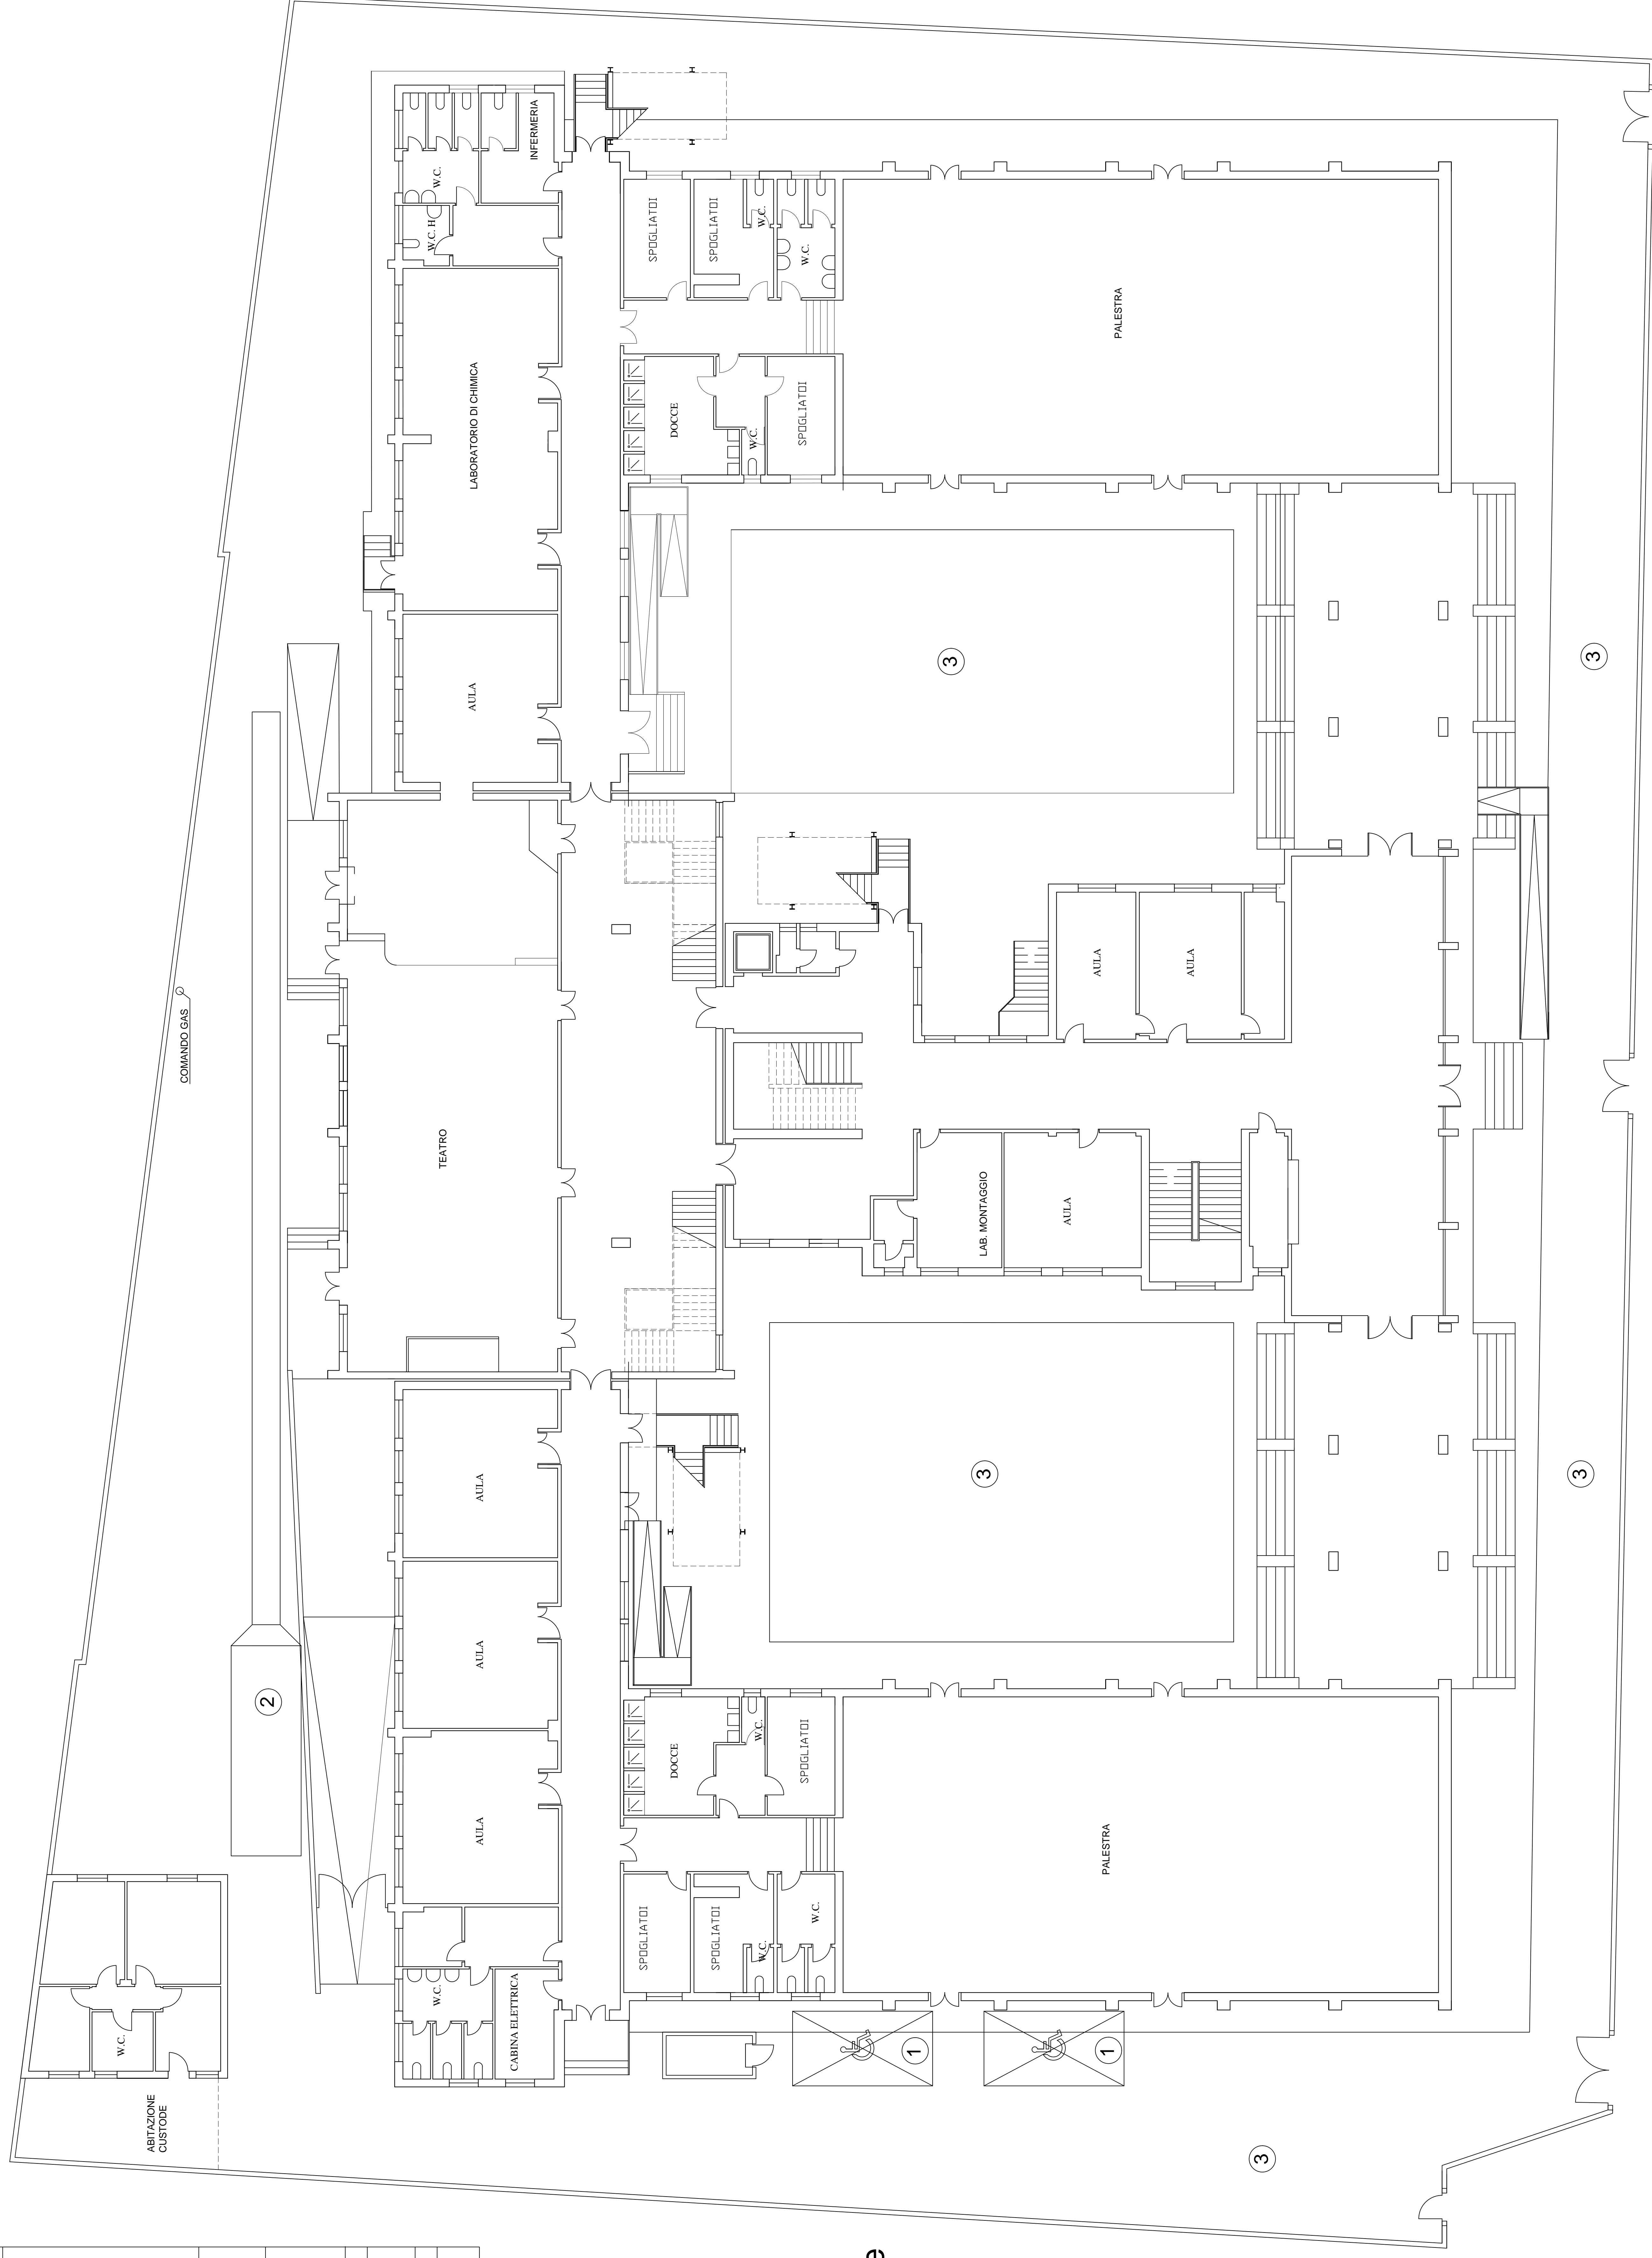 COMANDO GAS
INFERMERIA
W.C.
W.C. H
LABORATORIO DI CHIMICA
AULA
TEATRO
AULA
AULA
AULA
W.C.
CABINA ELETTRICA
2
ABITAZIONE
CUSTODE
W.C.
SPOGLIATOI
SPOGLIATOI
W.C.
W.C.
DOCCE
W.C.
SPOGLIATOI
PALESTRA
3
3
AULA
AULA
LAB. MONTAGGIO
AULA
3
3
DOCCE
W.C.
SPOGLIATOI
SPOGLIATOI
SPOGLIATOI
W.C.
W.C.
PALESTRA
1
1
3
e